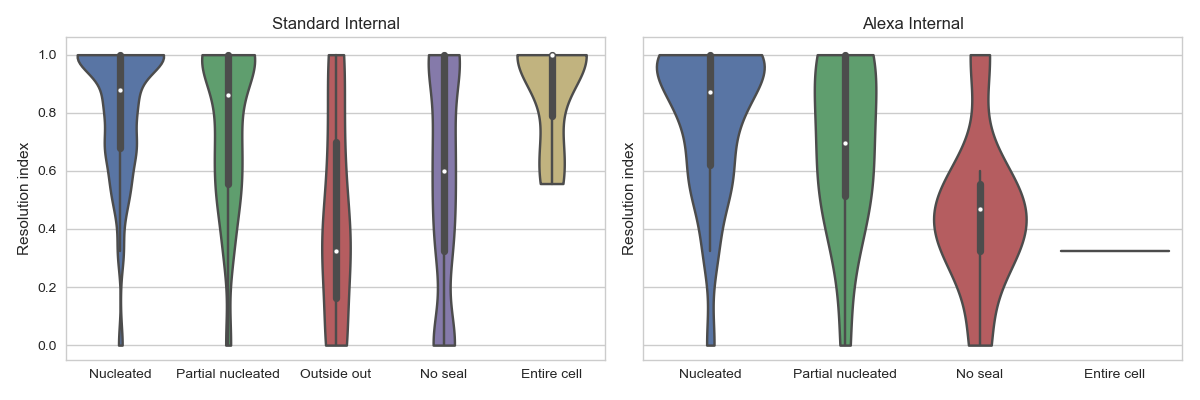 Standard Internal
Resolution index
1.0
0.8
0.6
0.4
0.2
0.0
Nucleated Partial nucleated Outside out No seal Entire cell
Alexa Internal
Resolution index
Nucleated Partial nucleated No seal Entire cell